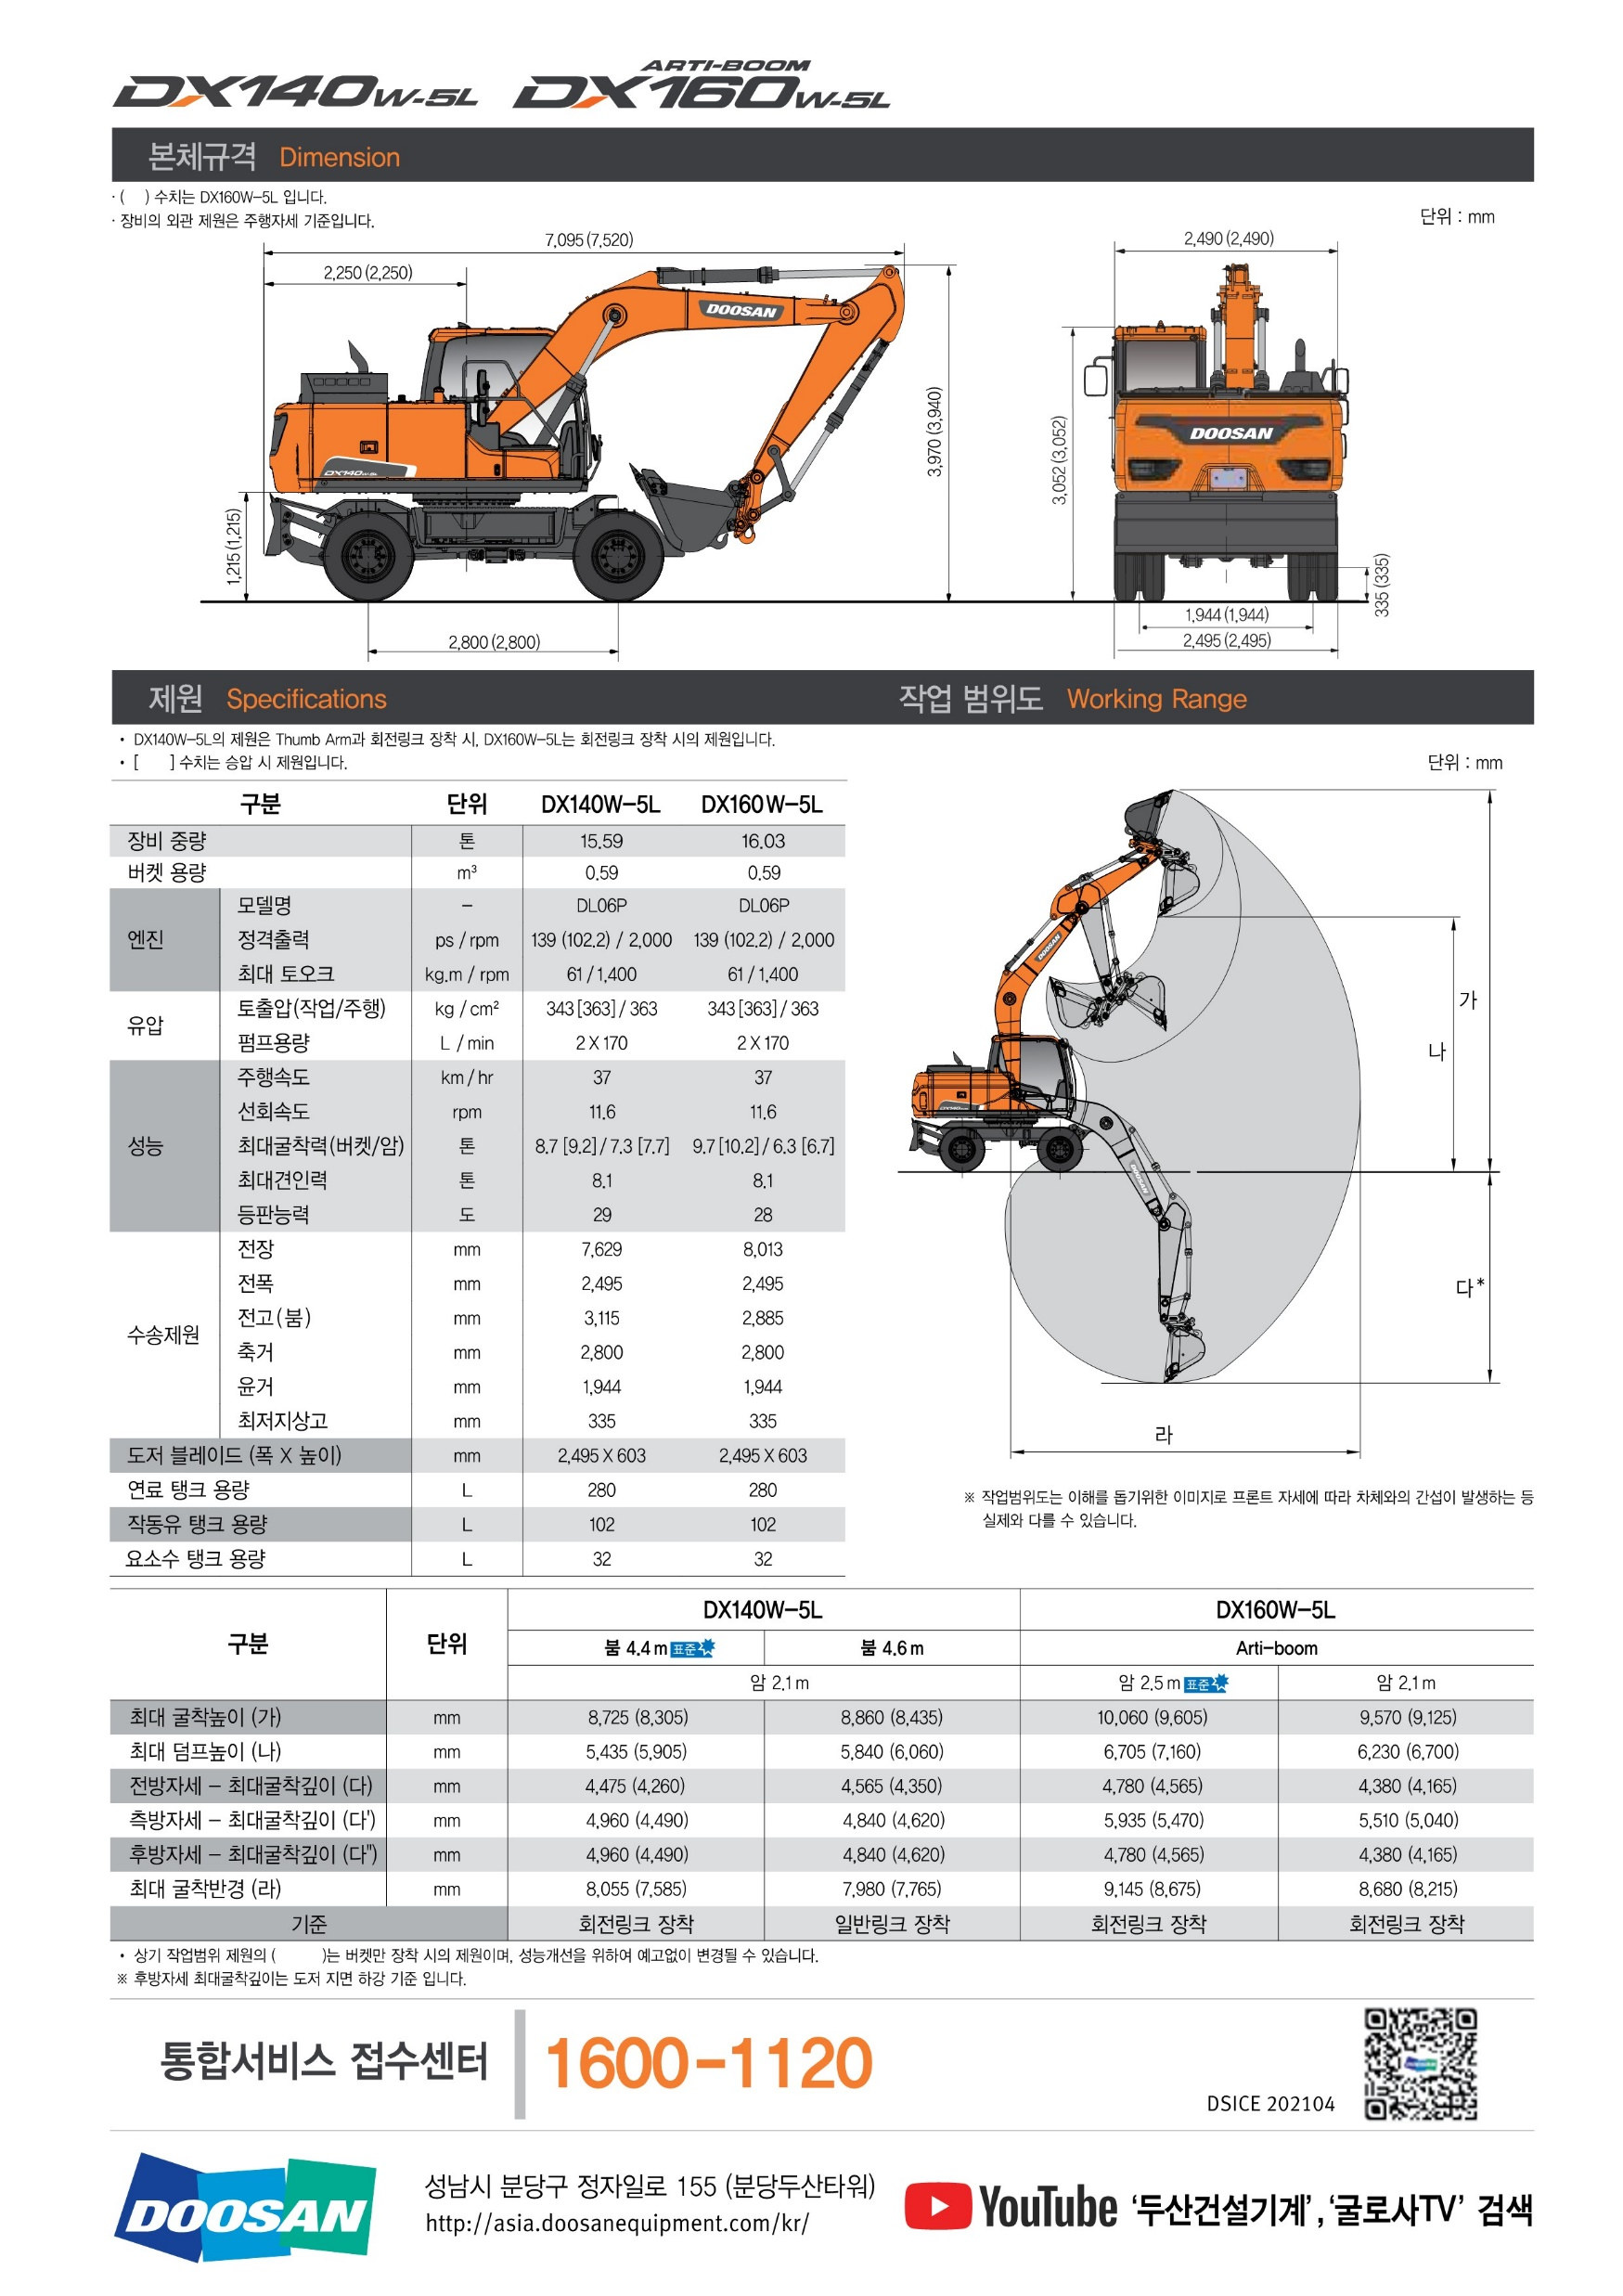 DX140W-5L ARTI-BOOM DX160W-5L
본체규격 Dimension
· ( ) 수치는 DX160W-5L 입니다.
· 장비의 외관 제원은 주행자세 기준입니다.
단위 : mm
7,095 (7,520)
2,250 (2,250)
2,490 (2,490)
DOOSAN
3,970 (3,940)
3,052 (3,052)
DOOSAN
DX140W-5L
1,215 (1,215)
335 (335)
2,800 (2,800)
1,944 (1,944)
2,495 (2,495)
제원 Specifications
작업 범위도 Working Range
• DX140W-5L의 제원은 Thumb Arm과 회전링크 장착 시, DX160W-5L는 회전링크 장착 시의 제원입니다.
• [ ] 수치는 승압 시 제원입니다.
단위 : mm
구분 단위 DX140W-5L DX160W-5L
장비 중량 톤 15.59 16.03
버켓 용량 m³ 0.59 0.59
엔진 모델명 - DL06P DL06P
정격출력 ps / rpm 139 (102.2) / 2,000 139 (102.2) / 2,000
최대 토오크 kg.m / rpm 61 / 1,400 61 / 1,400
유압 토출압(작업/주행) kg / cm² 343 [363] / 363 343 [363] / 363
펌프용량 L / min 2 X 170 2 X 170
성능 주행속도 km / hr 37 37
선회속도 rpm 11.6 11.6
최대굴착력(버켓/암) 톤 8.7 [9.2] / 7.3 [7.7] 9.7 [10.2] / 6.3 [6.7]
최대견인력 톤 8.1 8.1
등판능력 도 29 28
수송제원 전장 mm 7,629 8,013
전폭 mm 2,495 2,495
전고(붐) mm 3,115 2,885
축거 mm 2,800 2,800
윤거 mm 1,944 1,944
최저지상고 mm 335 335
도저 블레이드 (폭 X 높이) mm 2,495 X 603 2,495 X 603
연료 탱크 용량 L 280 280
작동유 탱크 용량 L 102 102
요소수 탱크 용량 L 32 32
DOOSAN
가
나
DOOSAN
다*
라
※ 작업범위도는 이해를 돕기위한 이미지로 프론트 자세에 따라 차체와의 간섭이 발생하는 등
실제와 다를 수 있습니다.
구분 단위 DX140W-5L DX160W-5L
붐 4.4 m 표준 붐 4.6 m Arti-boom
암 2.1 m 암 2.5 m 표준 암 2.1 m
최대 굴착높이 (가) mm 8,725 (8,305) 8,860 (8,435) 10,060 (9,605) 9,570 (9,125)
최대 덤프높이 (나) mm 5,435 (5,905) 5,840 (6,060) 6,705 (7,160) 6,230 (6,700)
전방자세 - 최대굴착깊이 (다) mm 4,475 (4,260) 4,565 (4,350) 4,780 (4,565) 4,380 (4,165)
측방자세 - 최대굴착깊이 (다') mm 4,960 (4,490) 4,840 (4,620) 5,935 (5,470) 5,510 (5,040)
후방자세 - 최대굴착깊이 (다") mm 4,960 (4,490) 4,840 (4,620) 4,780 (4,565) 4,380 (4,165)
최대 굴착반경 (라) mm 8,055 (7,585) 7,980 (7,765) 9,145 (8,675) 8,680 (8,215)
기준 회전링크 장착 일반링크 장착 회전링크 장착 회전링크 장착
• 상기 작업범위 제원의 ( )는 버켓만 장착 시의 제원이며, 성능개선을 위하여 예고없이 변경될 수 있습니다.
※ 후방자세 최대굴착깊이는 도저 지면 하강 기준 입니다.
통합서비스 접수센터 1600-1120
DSICE 202104
DOOSAN
성남시 분당구 정자일로 155 (분당두산타워)
http://asia.doosanequipment.com/kr/
YouTube '두산건설기계', '굴로사TV' 검색